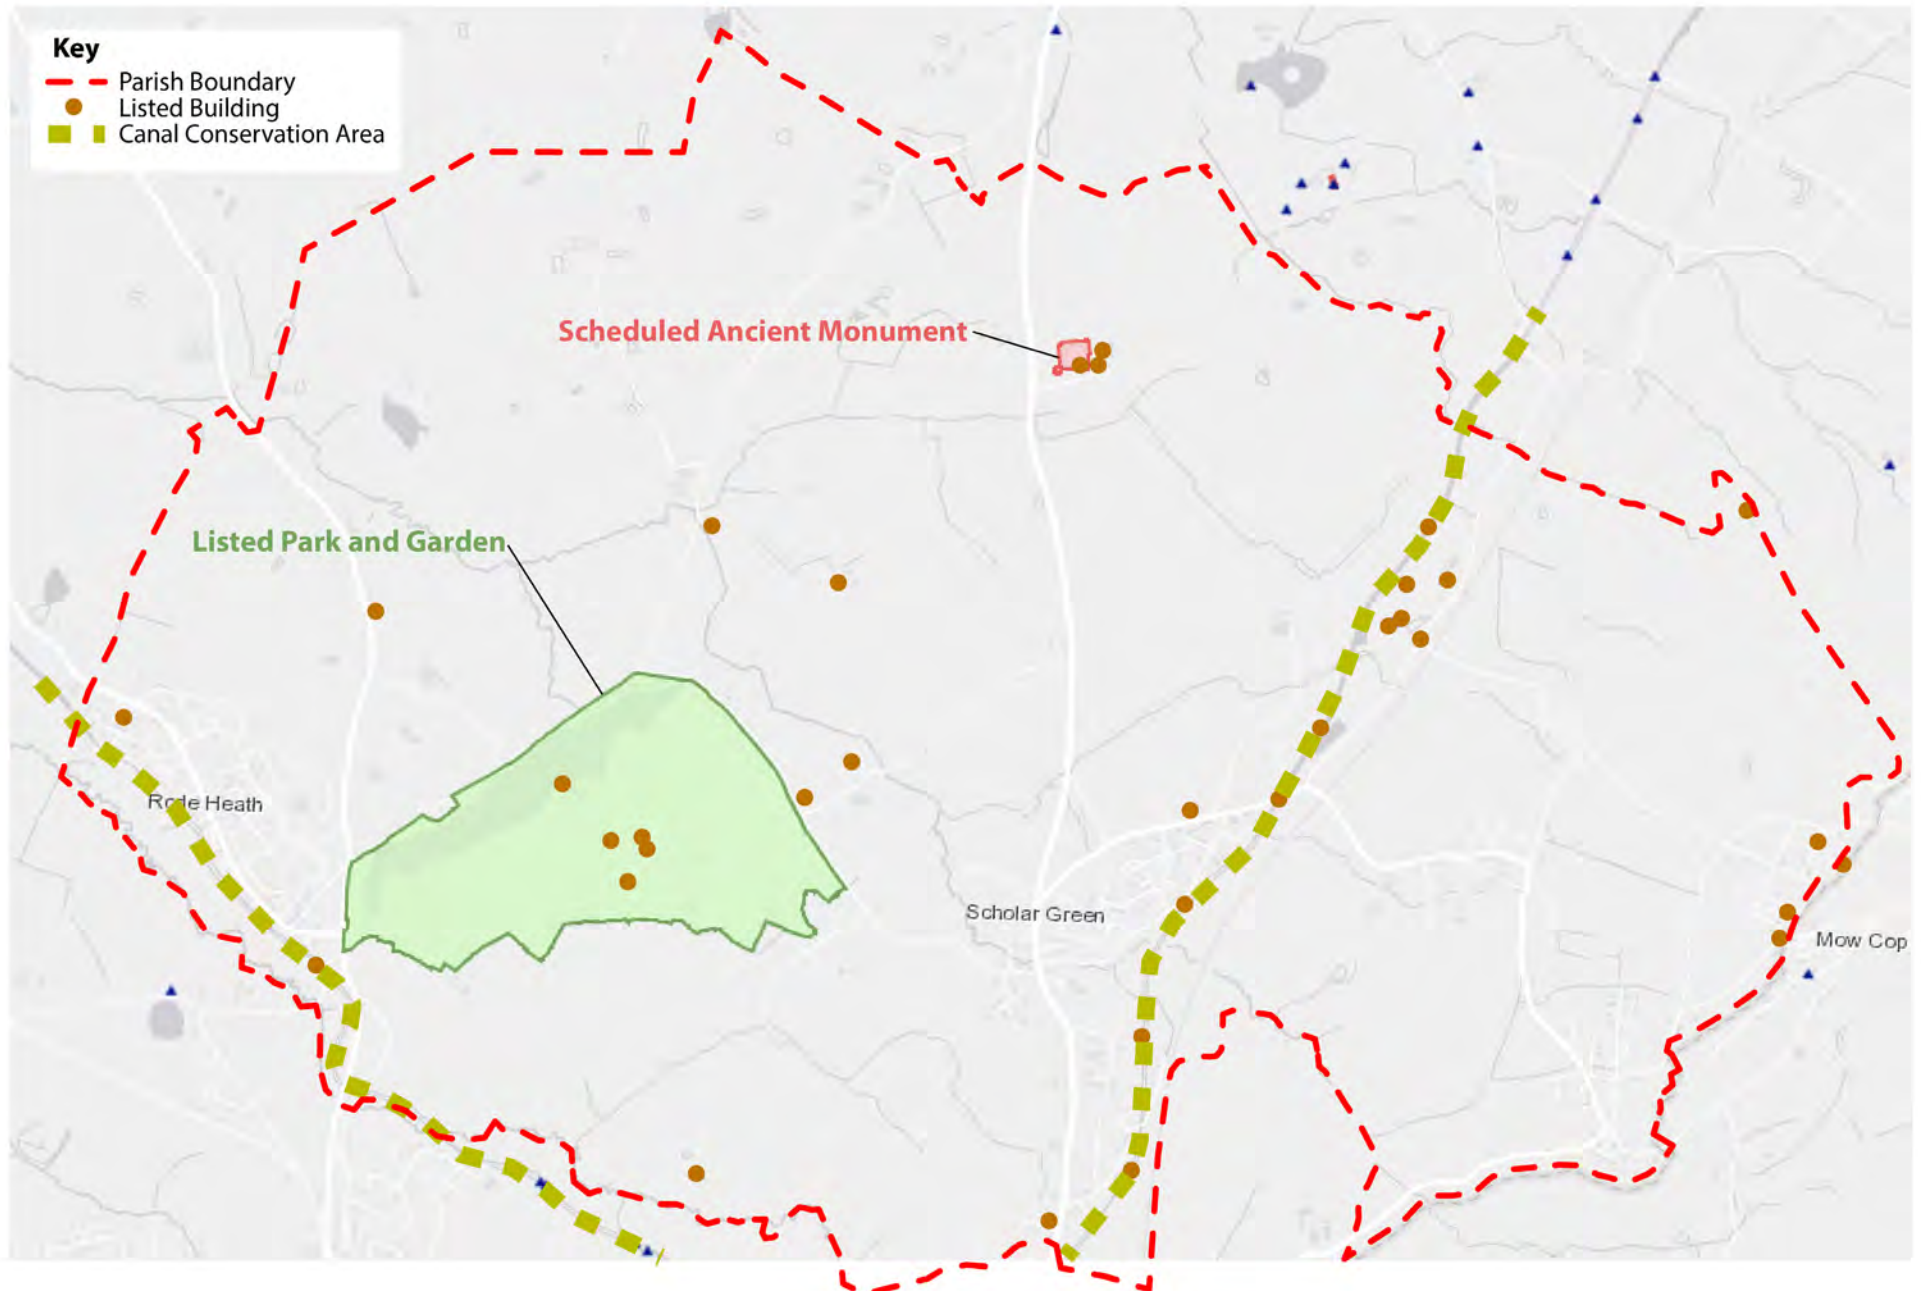 Key
Parish Boundary
Listed Building
Canal Conservation Area
Scheduled Ancient Monument
Listed Park and Garden
Rode Heath
Scholar Green
Mow Cop